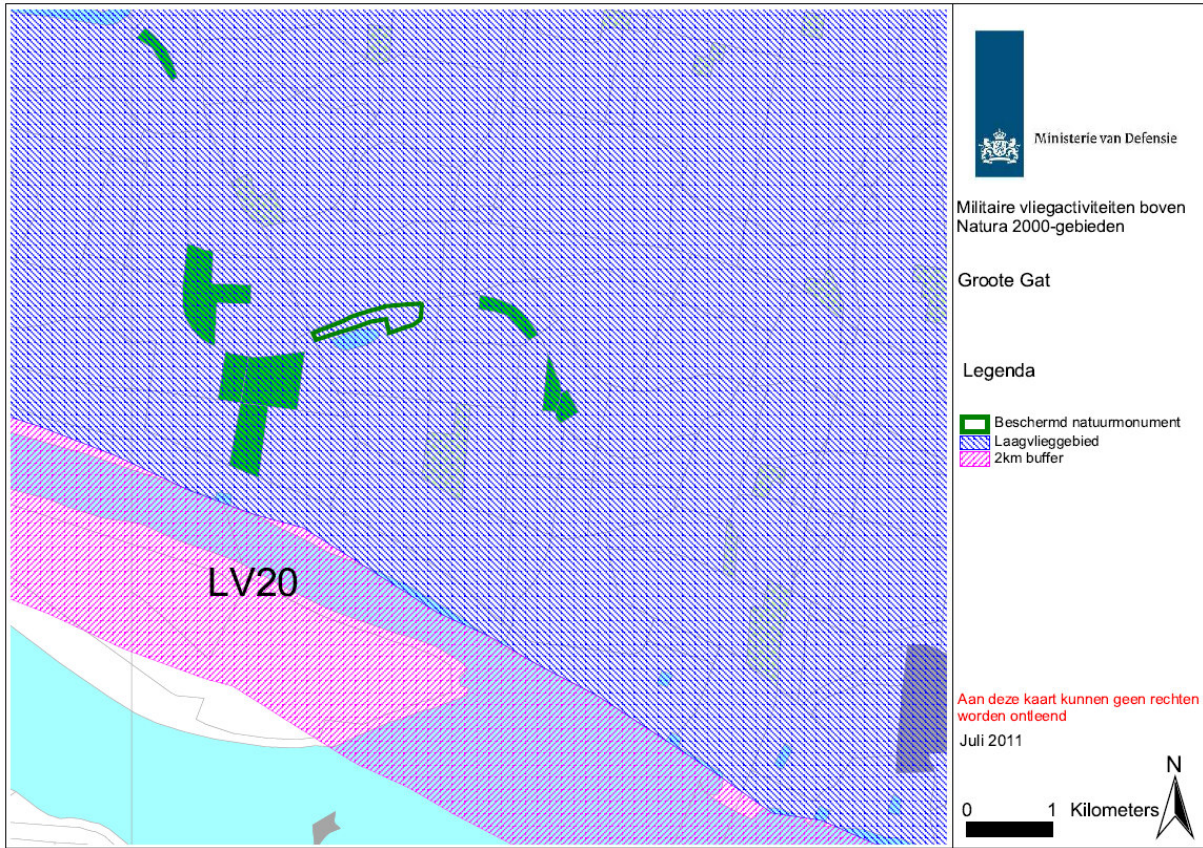 Ministerie van Defensie
Militaire vliegactiviteiten boven
Natura 2000-gebieden
Groote Gat
Legenda
Beschermd natuurmonument
Laagvlieggebied
2km buffer
LV20
Aan deze kaart kunnen geen rechten
worden ontleend
Juli 2011
N
0 1 Kilometers